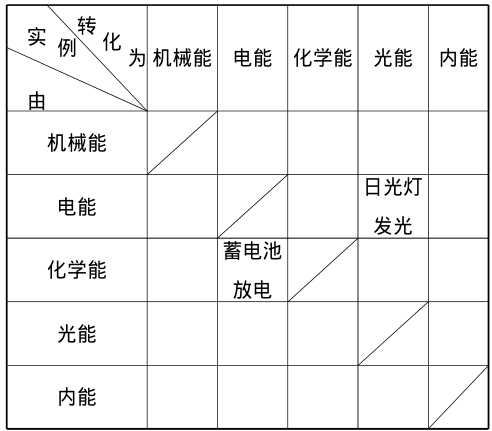 实例 转化为 机械能 电能 化学能 光能 内能
由
机械能
电能 日光灯
发光
化学能 蓄电池
放电
光能
内能